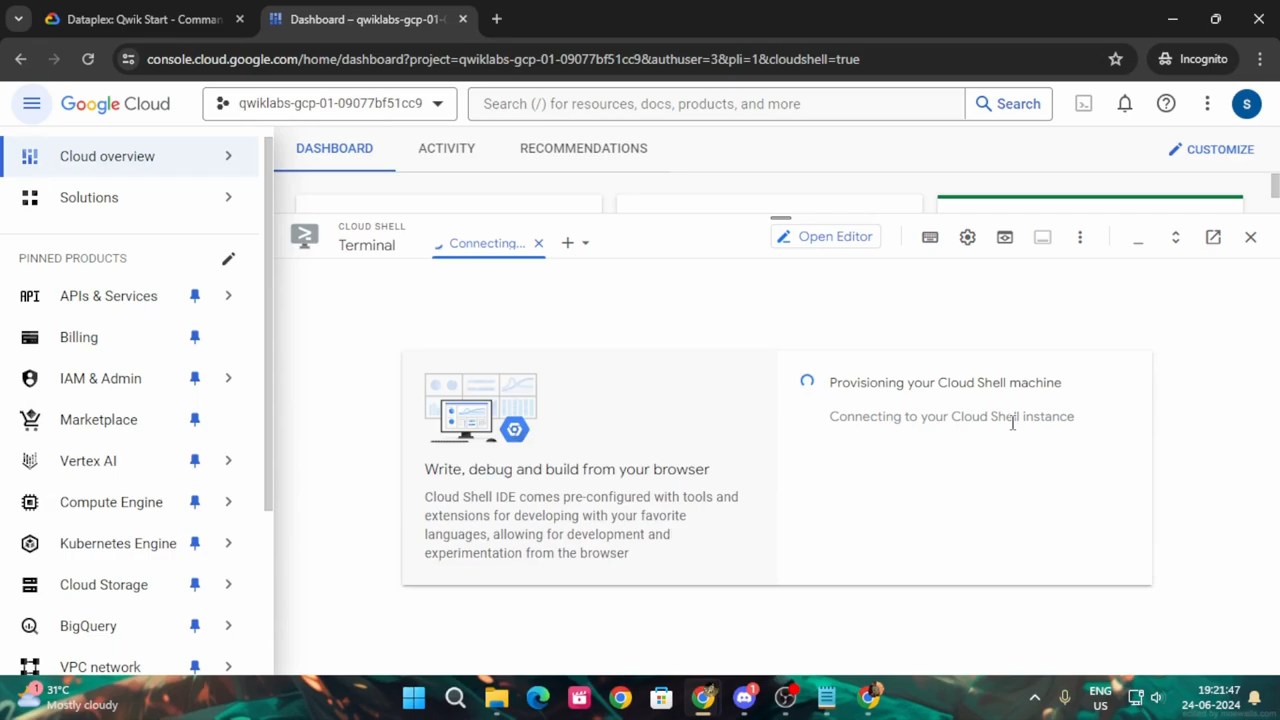 Dataplex: Qwik Start - Comman
Dashboard – qwiklabs-gcp-01-
console.cloud.google.com/home/dashboard?project=qwiklabs-gcp-01-09077bf51cc9&authuser=3&pli=1&cloudshell=true
Incognito
Google Cloud
qwiklabs-gcp-01-09077bf51cc9
Search (/) for resources, docs, products, and more
Search
S
Cloud overview
Solutions
PINNED PRODUCTS
API
APIs & Services
Billing
IAM & Admin
Marketplace
Vertex AI
Compute Engine
Kubernetes Engine
Cloud Storage
BigQuery
VPC network
DASHBOARD
ACTIVITY
RECOMMENDATIONS
CUSTOMIZE
CLOUD SHELL
Terminal
Connecting...
Open Editor
Write, debug and build from your browser
Cloud Shell IDE comes pre-configured with tools and
extensions for developing with your favorite
languages, allowing for development and
experimentation from the browser
Provisioning your Cloud Shell machine
Connecting to your Cloud Shell instance
1
31°C
Mostly cloudy
1
ENG
US
19:21:47
24-06-2024